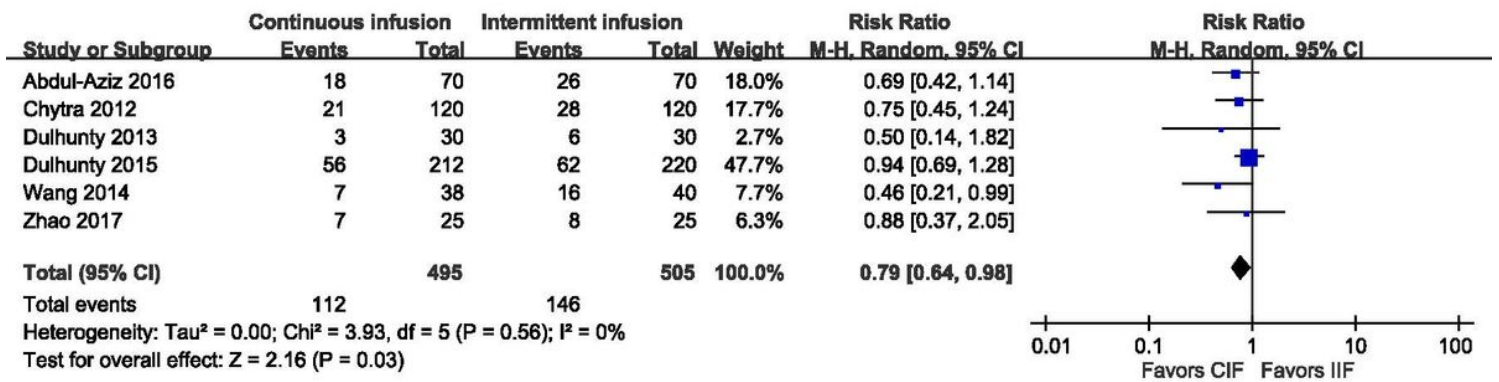 Continuous infusion Intermittent infusion Risk Ratio Risk Ratio
Study or Subgroup Events Total Events Total Weight M-H, Random, 95% CI M-H, Random, 95% CI
Abdul-Aziz 2016 18 70 26 70 18.0% 0.69 [0.42, 1.14]
Chytra 2012 21 120 28 120 17.7% 0.75 [0.45, 1.24]
Dulhunty 2013 3 30 6 30 2.7% 0.50 [0.14, 1.82]
Dulhunty 2015 56 212 62 220 47.7% 0.94 [0.69, 1.28]
Wang 2014 7 38 16 40 7.7% 0.46 [0.21, 0.99]
Zhao 2017 7 25 8 25 6.3% 0.88 [0.37, 2.05]
Total (95% CI) 495 505 100.0% 0.79 [0.64, 0.98]
Total events 112 146
Heterogeneity: Tau² = 0.00; Chi² = 3.93, df = 5 (P = 0.56); I² = 0%
Test for overall effect: Z = 2.16 (P = 0.03)
0.01 0.1 1 10 100
Favors CIF Favors IIF